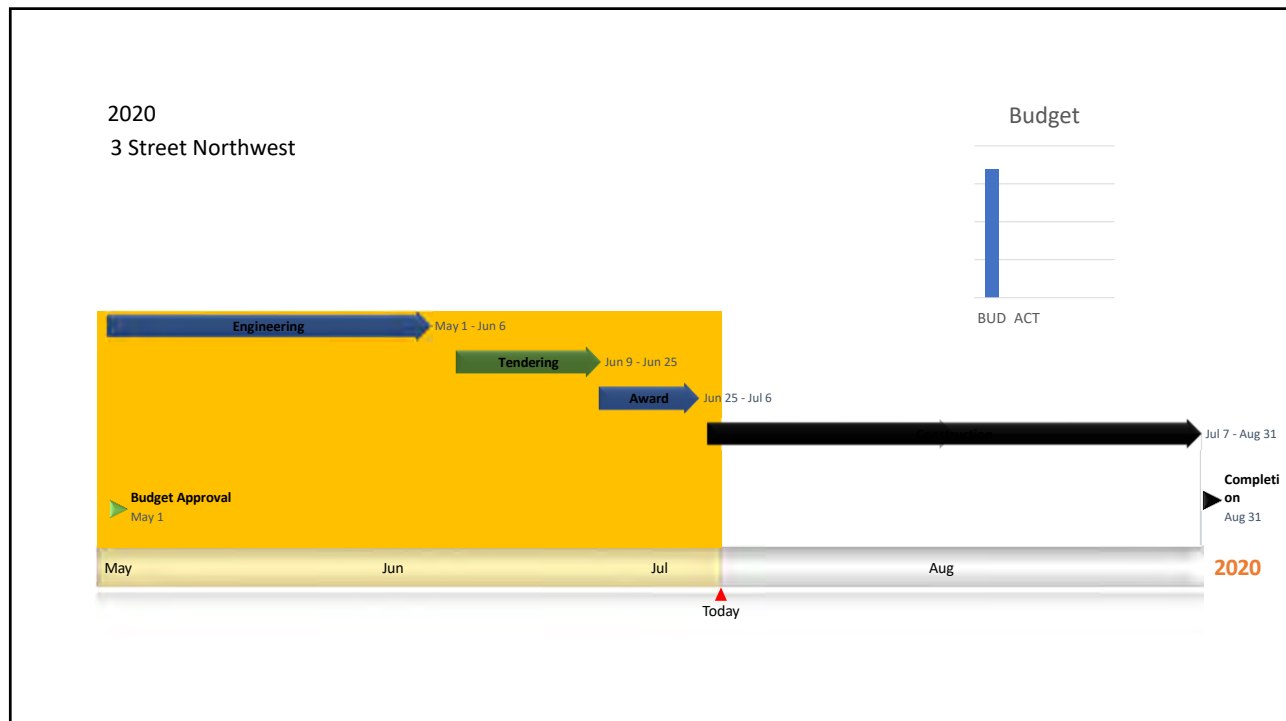 2020
3 Street Northwest
Budget
BUD ACT
Engineering
May 1 - Jun 6
Tendering
Jun 9 - Jun 25
Award
Jun 25 - Jul 6
Jul 7 - Aug 31
Budget Approval
May 1
Completi
on
Aug 31
May Jun Jul Aug 2020
Today